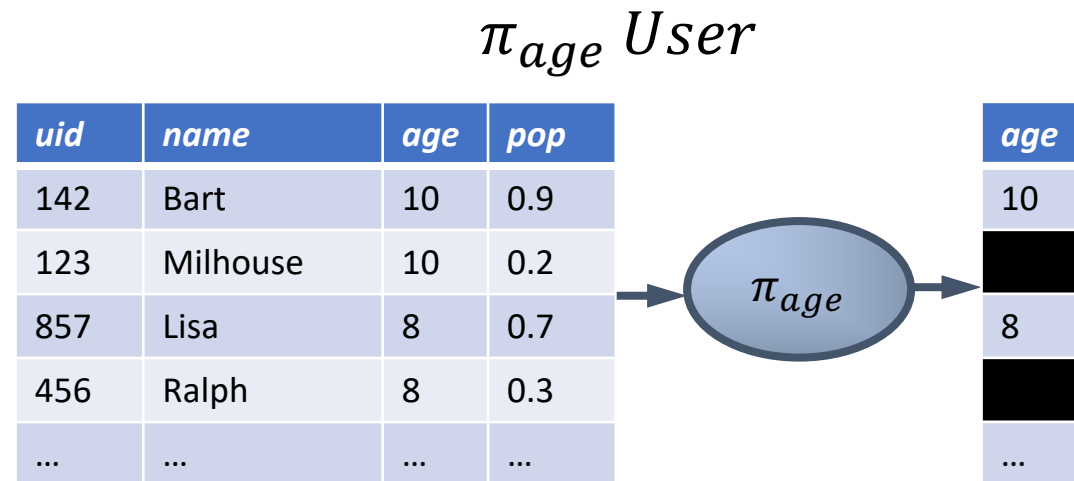 π_age User
uid name age pop age
142 Bart 10 0.9 10
123 Milhouse 10 0.2
π_age
857 Lisa 8 0.7 8
456 Ralph 8 0.3
... ... ... ... ...